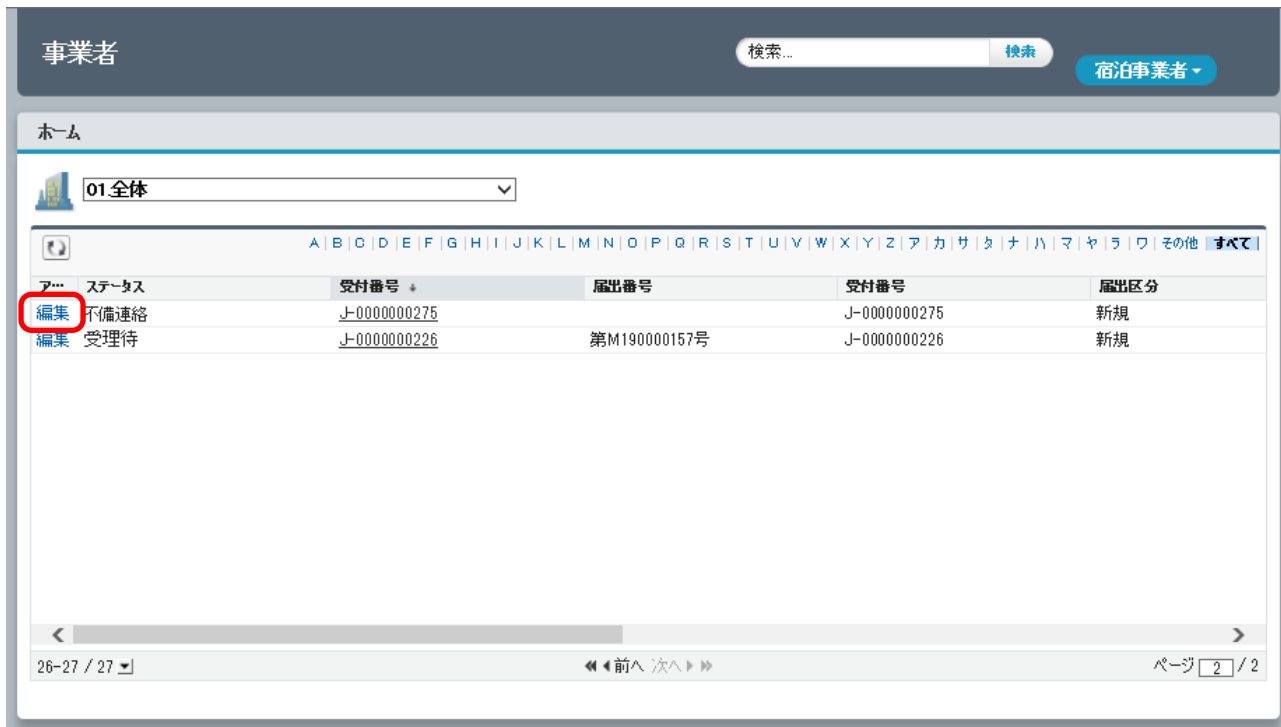 事業者 検索... 検索 宿泊事業者
ホーム
01.全体
A | B | C | D | E | F | G | H | I | J | K | L | M | N | O | P | Q | R | S | T | U | V | W | X | Y | Z | ア | カ | サ | タ | ナ | ハ | マ | ヤ | ラ | ワ | その他 | すべて |
ア… ステータス 受付番号 ↓ 届出番号 受付番号 届出区分
編集 不備連絡 J-0000000275 J-0000000275 新規
編集 受理待 J-0000000226 第M190000157号 J-0000000226 新規
26-27 / 27 前へ 次へ ページ 2 / 2